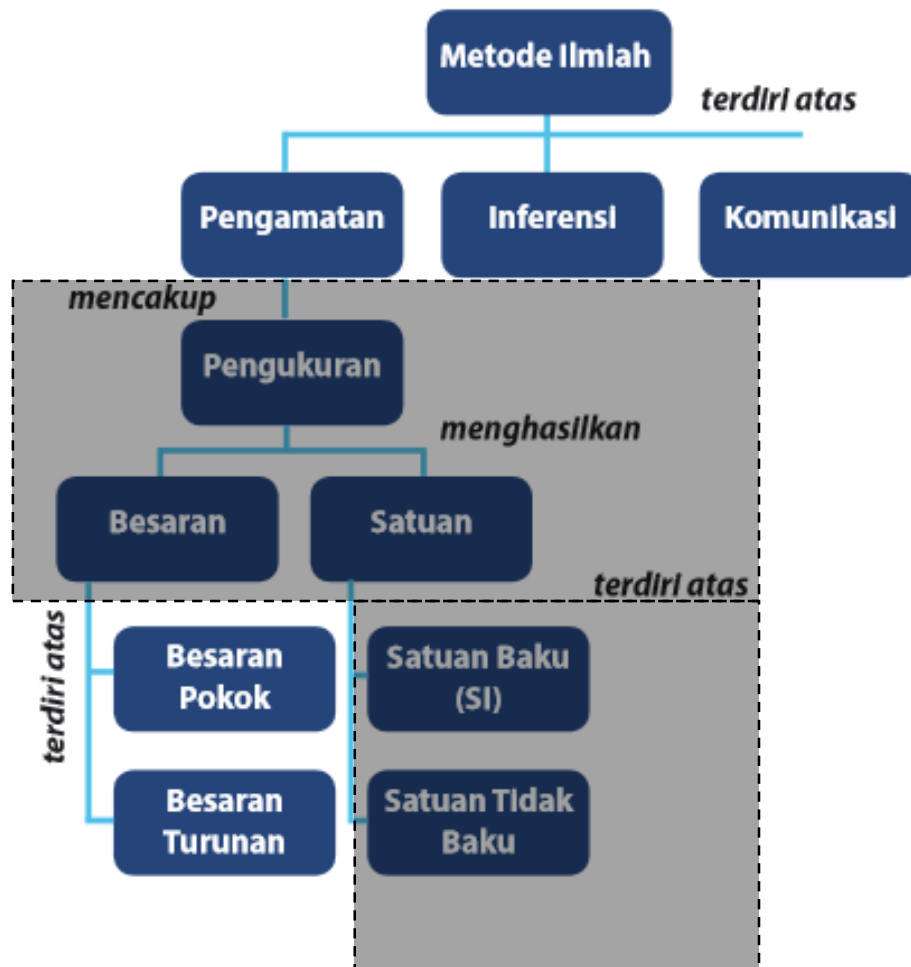 Metode Ilmiah
terdiri atas
Pengamatan
Inferensi
Komunikasi
mencakup
Pengukuran
menghasilkan
Besaran
Satuan
terdiri atas
terdiri atas
Besaran
Pokok
Satuan Baku
(SI)
Besaran
Turunan
Satuan Tidak
Baku